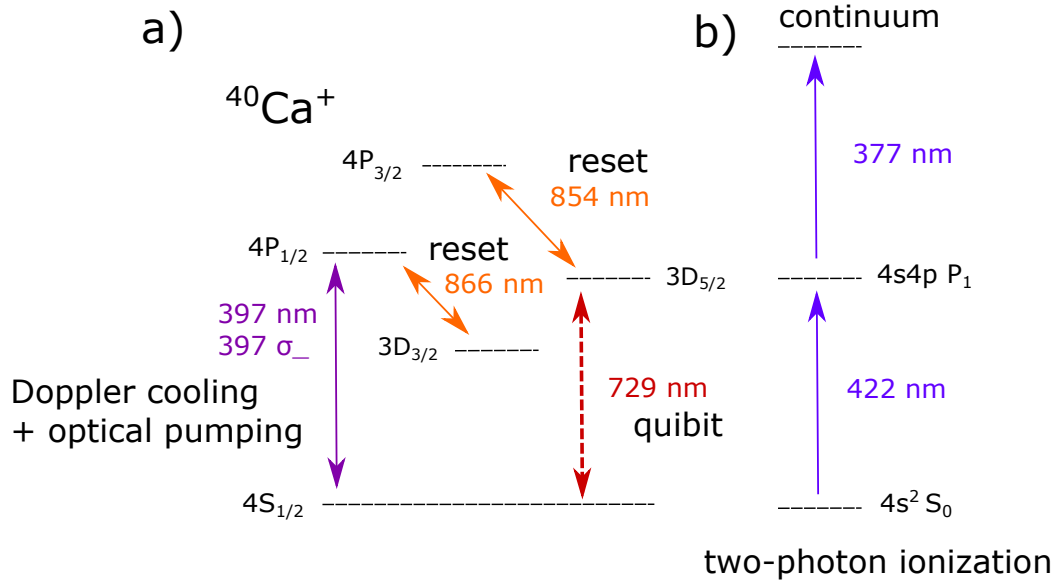 a)
b)
continuum
⁴⁰Ca⁺
4P₃/₂
reset
854 nm
377 nm
4P₁/₂
reset
866 nm
3D₅/₂
4s4p P₁
397 nm
397 σ_
3D₃/₂
729 nm
quibit
422 nm
Doppler cooling
+ optical pumping
4S₁/₂
4s² S₀
two-photon ionization